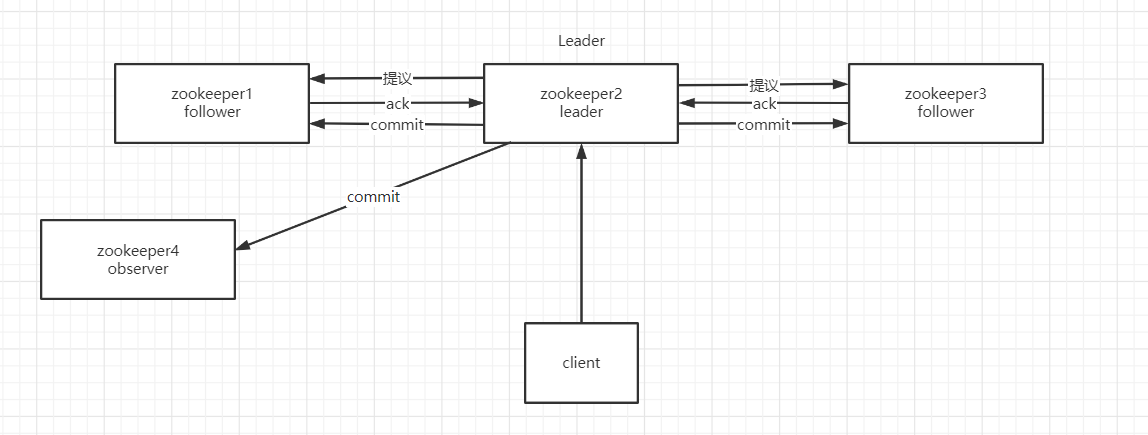 Leader
zookeeper1
follower
提议
ack
commit
zookeeper2
leader
提议
ack
commit
zookeeper3
follower
commit
zookeeper4
observer
client